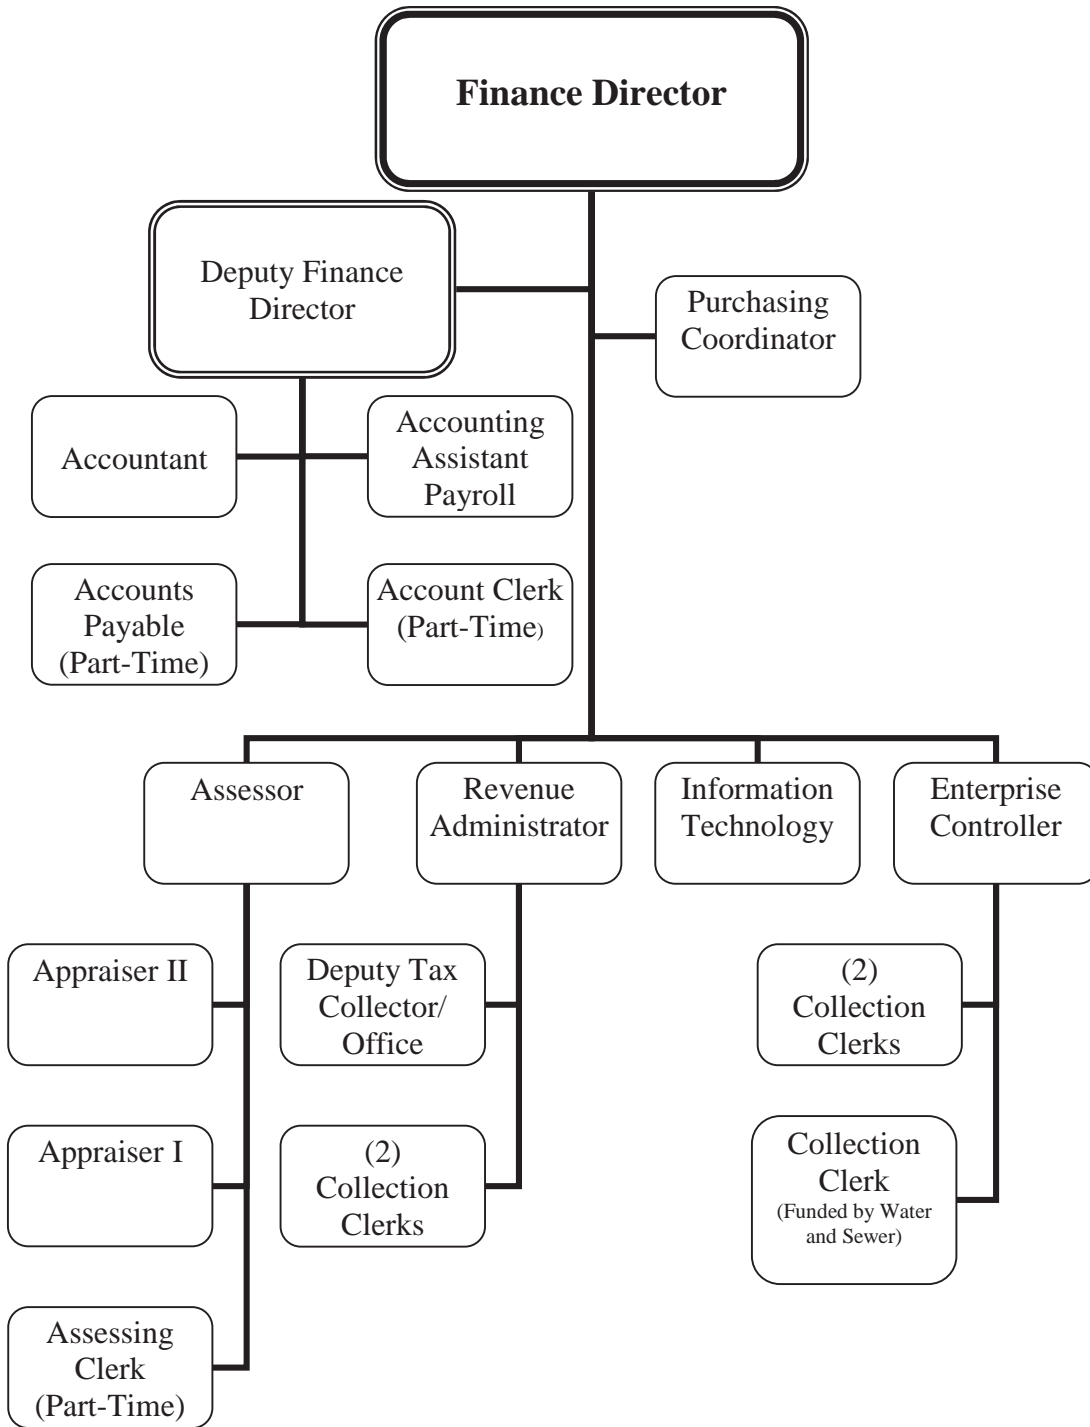 Finance Director
Deputy Finance
Director
Purchasing
Coordinator
Accountant
Accounting
Assistant
Payroll
Accounts
Payable
(Part-Time)
Account Clerk
(Part-Time)
Assessor
Revenue
Administrator
Information
Technology
Enterprise
Controller
Appraiser II
Deputy Tax
Collector/
Office
(2)
Collection
Clerks
Appraiser I
(2)
Collection
Clerks
Collection
Clerk
(Funded by Water
and Sewer)
Assessing
Clerk
(Part-Time)